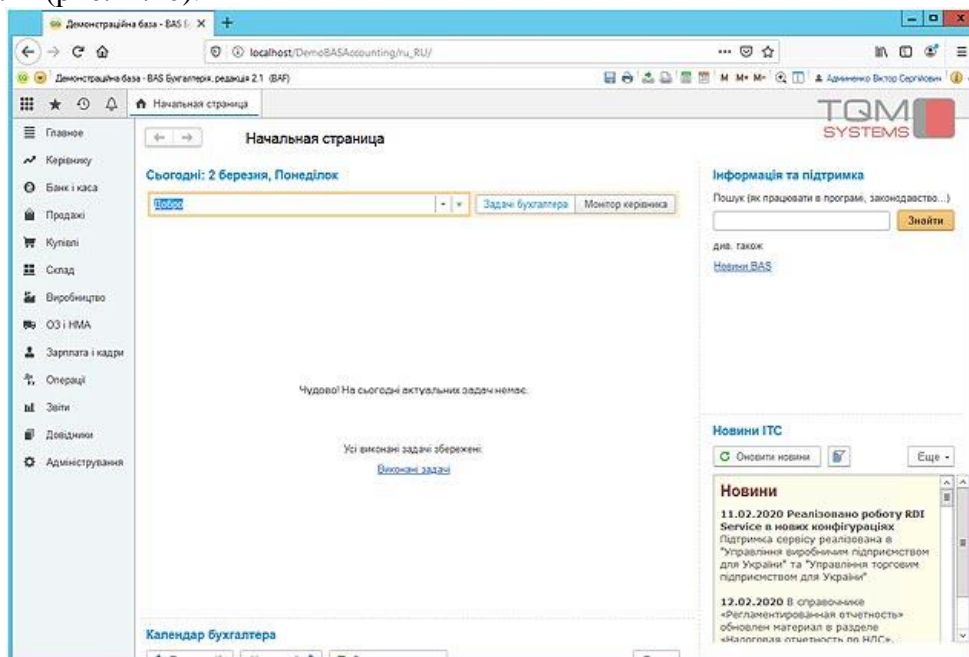 Демонстраційна база - BAS Б
localhost/DemoBASAccounting/ru_RU/
Демонстраційна база - BAS Бухгалтерія, редакція 2.1 (BAF)
M M+ M-
Адміненко Віктор Сергійович
Начальная страница
TQM
SYSTEMS
Главное
Начальная страница
Керівнику
Сьогодні: 2 березня, Понеділок
Інформація та підтримка
Банк і каса
Добро
Задачі бухгалтера
Монітор керівника
Пошук (як працювати в програмі, законодавство...)
Продажі
Знайти
Купівлі
див. також
Склад
Новини BAS
Виробництво
ОЗ і НМА
Зарплата і кадри
Операції
Чудово! На сьогодні актуальних задач немає.
Звіти
Довідники
Новини ІТС
Усі виконані задачі збережені:
Адміністрування
Виконані задачі
Оновити новини
Еще
Новини
11.02.2020 Реалізовано роботу RDI
Service в нових конфігураціях
Підтримка сервісу реалізована в
"Управління виробничим підприємством
для України" та "Управління торговим
підприємством для України"
12.02.2020 В справочнике
«Регламентированная отчетность»
обновлен материал в разделе
«Налоговая отчетность по НДС».
Календар бухгалтера